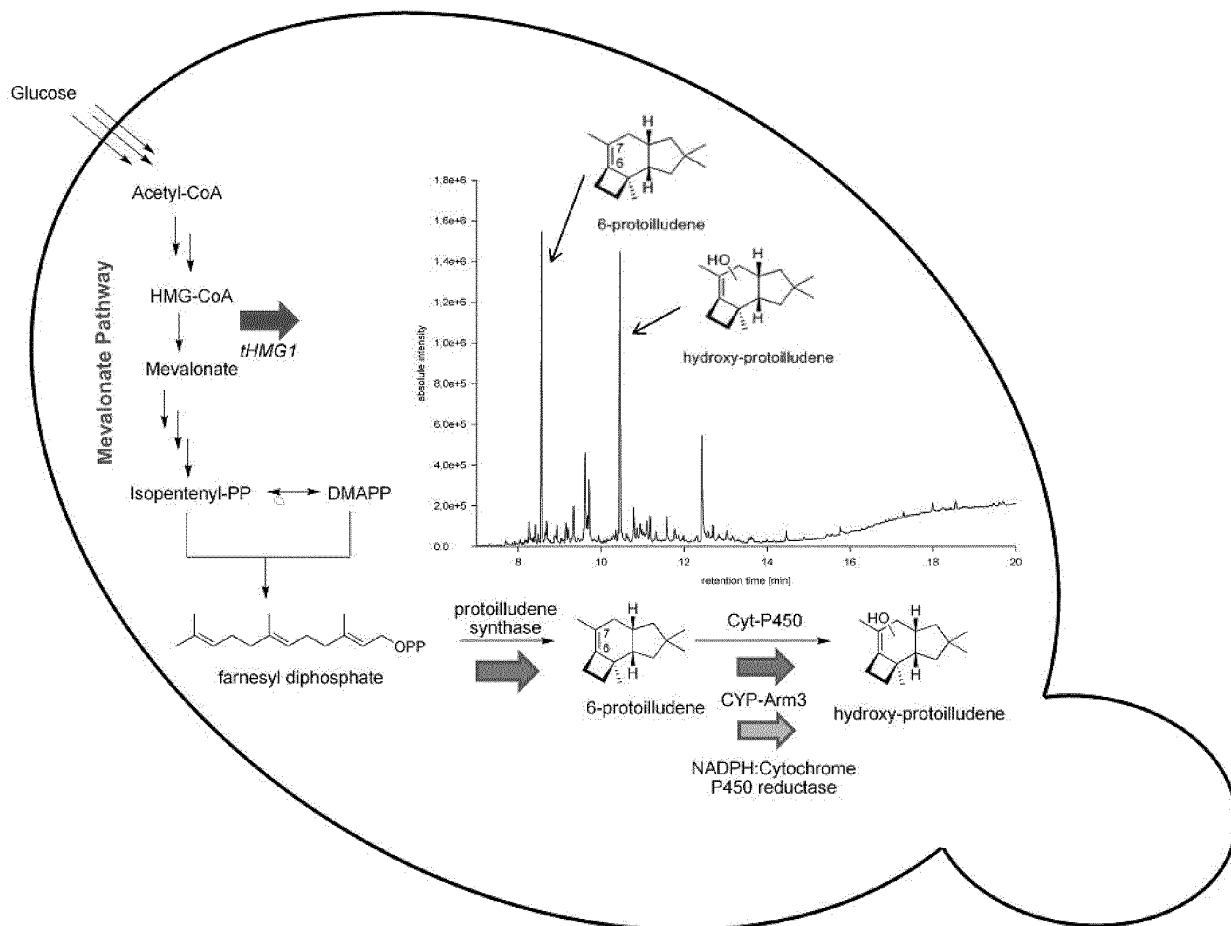 Glucose
Acetyl-CoA
HMG-CoA
tHMG1
Mevalonate
Mevalonate Pathway
Isopentenyl-PP
DMAPP
OPP
farnesyl diphosphate
H
7
6
H
6-protoilludene
HO
H
H
hydroxy-protoilludene
absolute intensity
1,8e+6
1,6e+6
1,4e+6
1,2e+6
1,0e+6
8,0e+5
6,0e+5
4,0e+5
2,0e+5
0,0
8
10
12
14
16
18
20
retention time [min]
protoilludene
synthase
H
7
6
H
6-protoilludene
Cyt-P450
CYP-Arm3
NADPH:Cytochrome
P450 reductase
HO
H
H
hydroxy-protoilludene